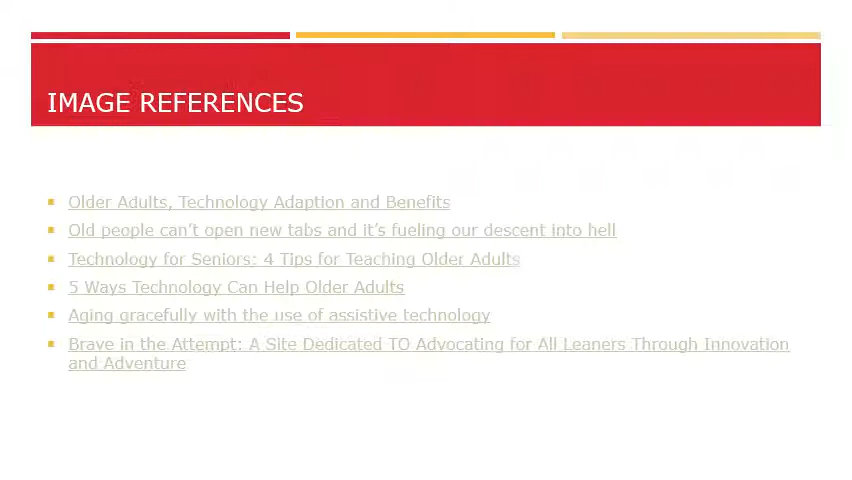 IMAGE REFERENCES
Older Adults, Technology Adaption and Benefits
Old people can't open new tabs and it's fueling our descent into hell
Technology for Seniors: 4 Tips for Teaching Older Adults
5 Ways Technology Can Help Older Adults
Aging gracefully with the use of assistive technology
Brave in the Attempt: A Site Dedicated TO Advocating for All Leaners Through Innovation
and Adventure